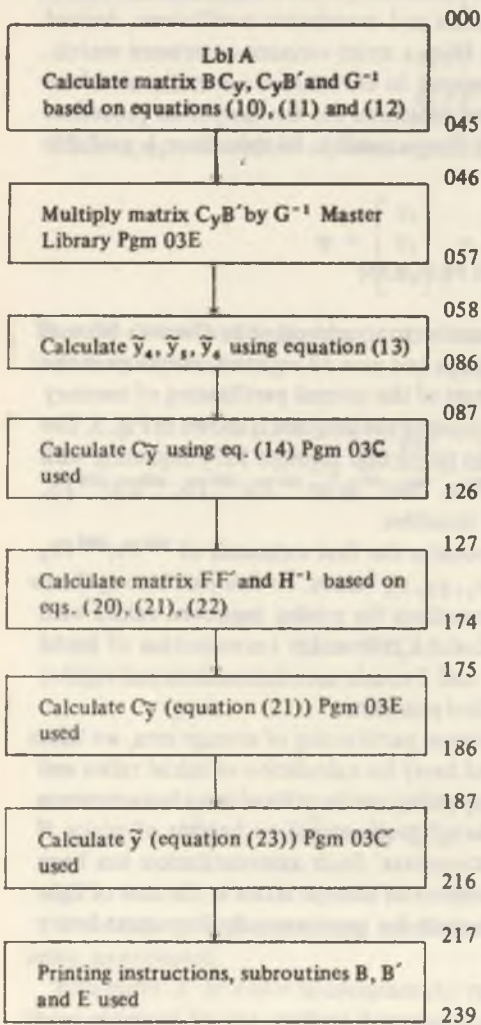 000
Lbl A
Calculate matrix BCy, CyB′ and G⁻¹
based on equations (10), (11) and (12)
045
046
Multiply matrix CyB′ by G⁻¹ Master
Library Pgm 03E
057
058
Calculate ỹ₄, ỹ₅, ỹ₆ using equation (13)
086
087
Calculate Cỹ using eq. (14) Pgm 03C
used
126
127
Calculate matrix FF′ and H⁻¹ based on
eqs. (20), (21), (22)
174
175
Calculate Cỹ (equation (21)) Pgm 03E
used
186
187
Calculate ỹ (equation (23)) Pgm 03C′
used
216
217
Printing instructions, subroutines B, B′
and E used
239